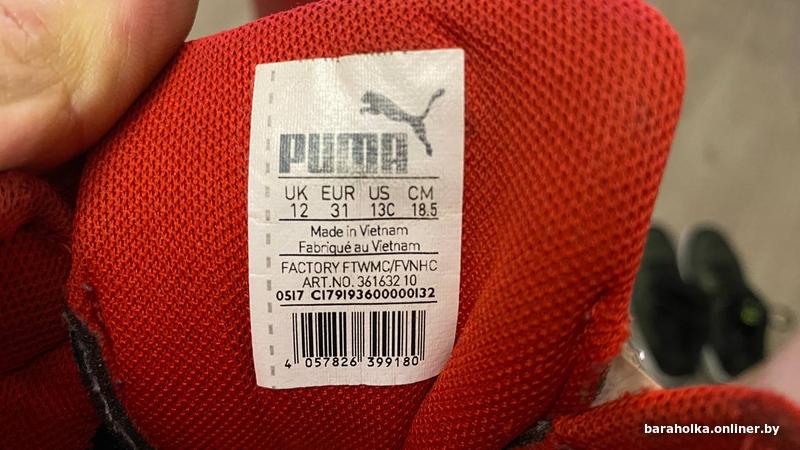 PUMA
UK EUR US CM
12 31 13C 18.5
Made in Vietnam
Fabriqué au Vietnam
FACTORY FTWMC/FVNHC
ART.NO. 361632 10
0517 C179193600000132
4 057826 399180
baraholka.onliner.by